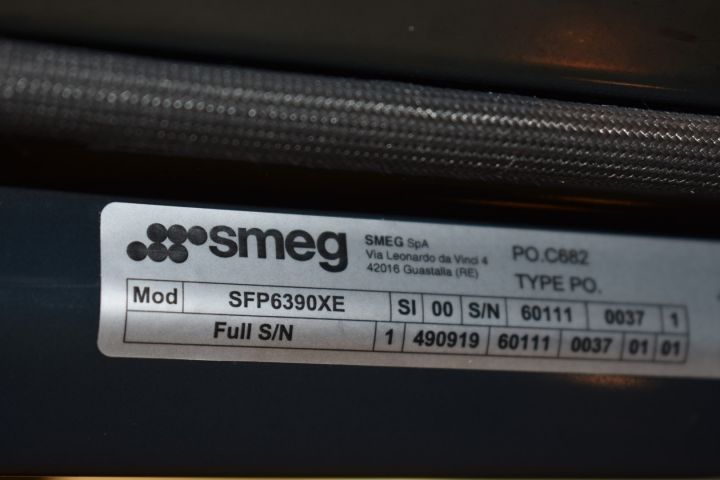 smeg
SMEG SpA
Via Leonardo da Vinci 4
42016 Guastalla (RE)
PO.C682
TYPE PO.
Mod SFP6390XE SI 00 S/N 60111 0037 1
Full S/N 1 490919 60111 0037 01 01